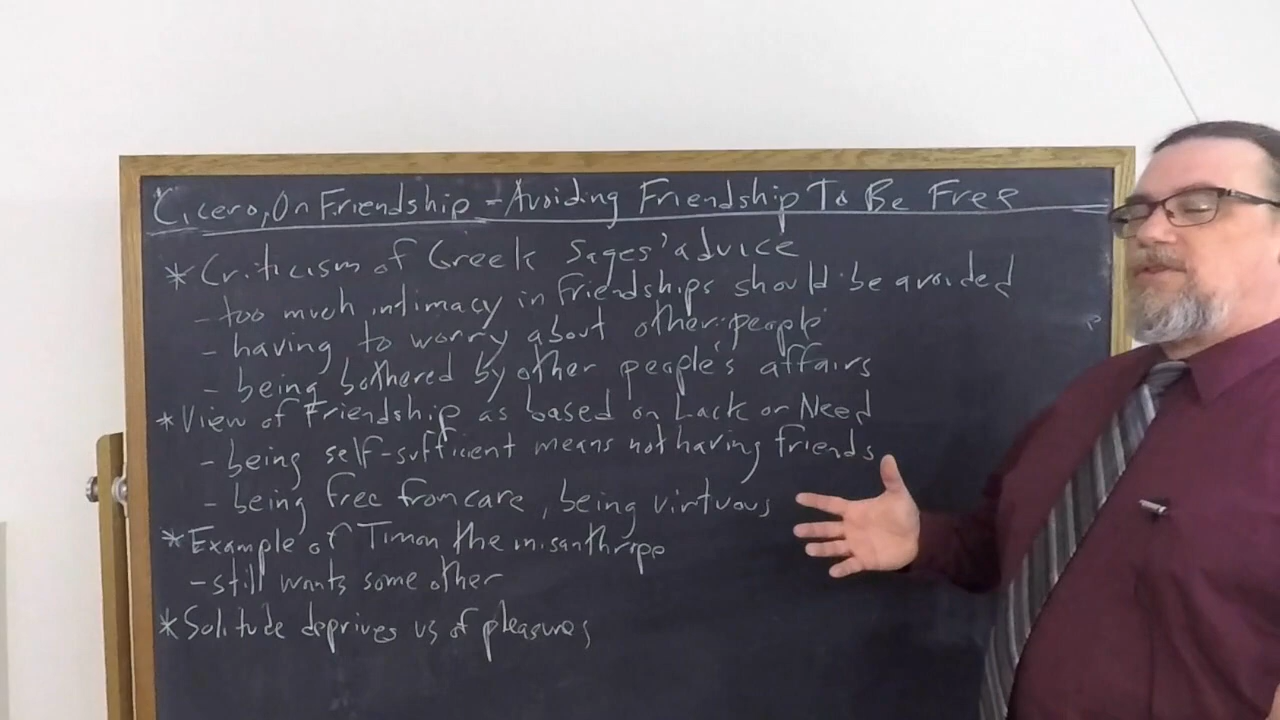 Cicero, On Friendship - Avoiding Friendship To Be Free
* Criticism of Greek Sages' advice
- too much intimacy in friendships should be avoided
- having to worry about other people
- being bothered by other people's affairs
* View of Friendship as based on Lack or Need
- being self-sufficient means not having friends
- being free from care, being virtuous
* Example of Timon the misanthrope
- still wants some other
* Solitude deprives us of pleasures